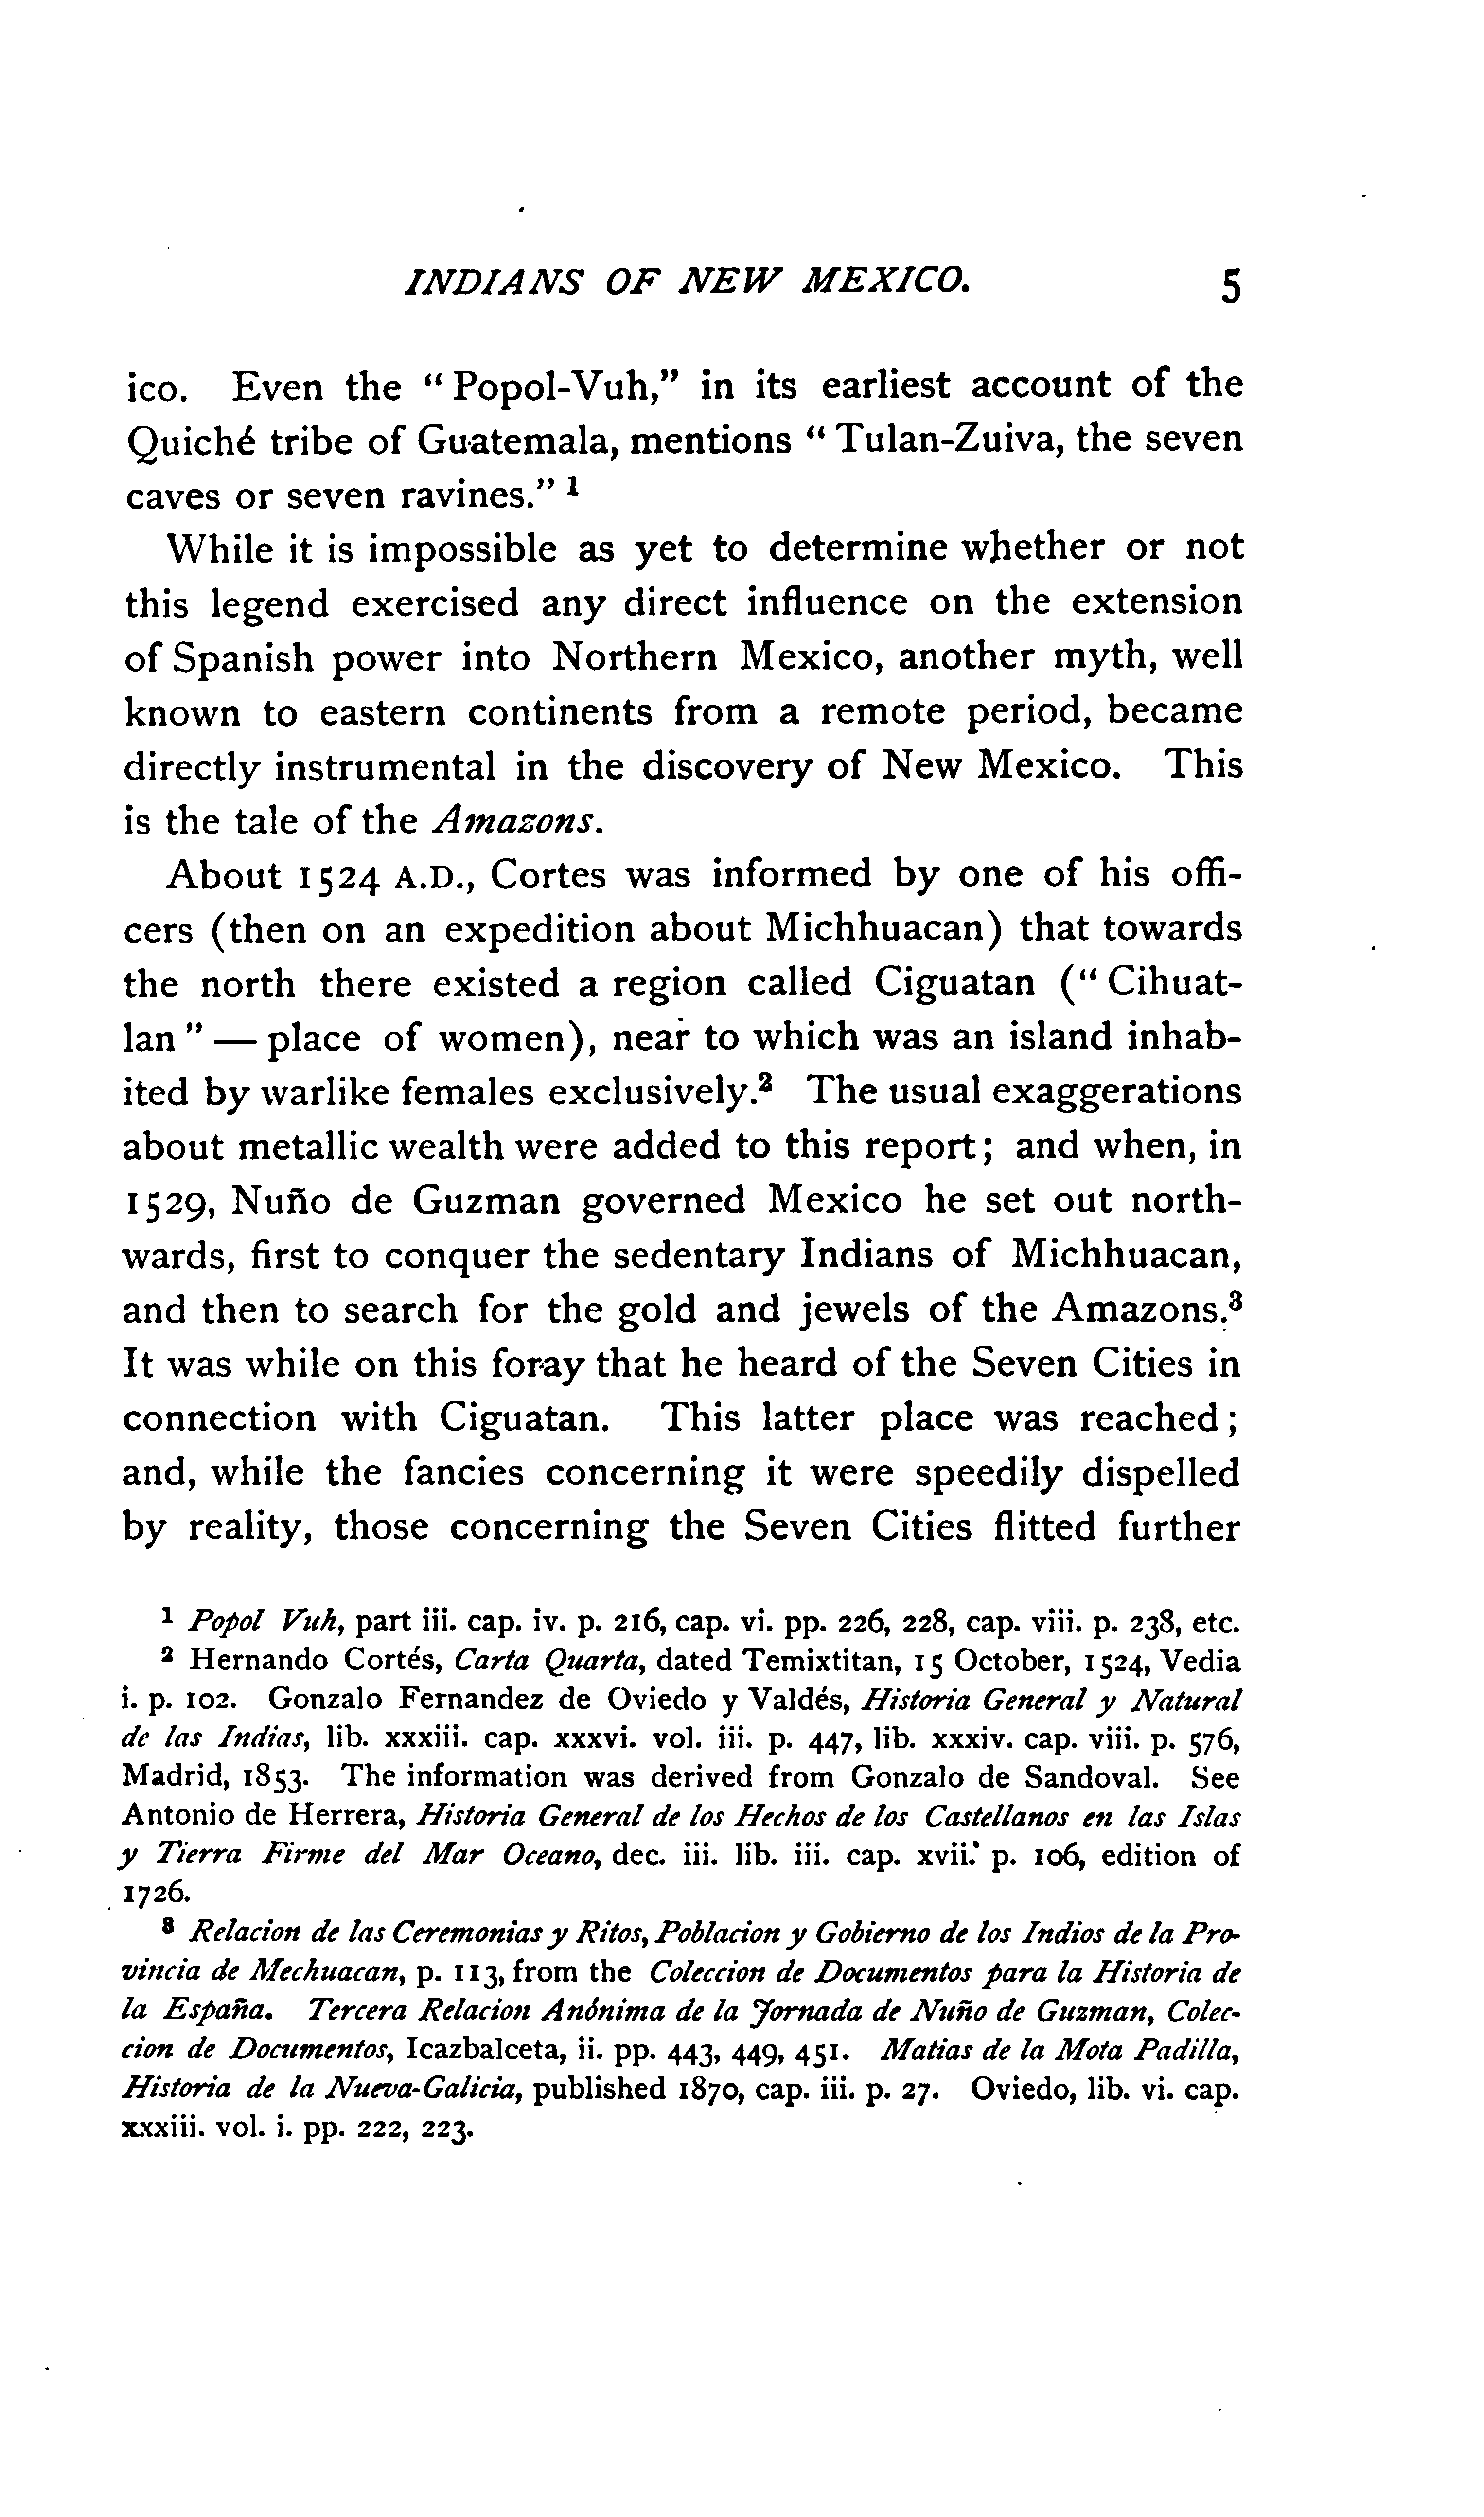 INDIANS OF NEW MEXICO. 5
ico. Even the “Popol-Vuh,” in its earliest account of the
Quiché tribe of Guatemala, mentions “Tulan-Zuiva, the seven
caves or seven ravines.” 1
While it is impossible as yet to determine whether or not
this legend exercised any direct influence on the extension
of Spanish power into Northern Mexico, another myth, well
known to eastern continents from a remote period, became
directly instrumental in the discovery of New Mexico. This
is the tale of the Amazons.
About 1524 A.D., Cortes was informed by one of his offi-
cers (then on an expedition about Michhuacan) that towards
the north there existed a region called Ciguatan (“Cihuat-
lan” — place of women), near to which was an island inhab-
ited by warlike females exclusively.2 The usual exaggerations
about metallic wealth were added to this report; and when, in
1529, Nuño de Guzman governed Mexico he set out north-
wards, first to conquer the sedentary Indians of Michhuacan,
and then to search for the gold and jewels of the Amazons.3
It was while on this foray that he heard of the Seven Cities in
connection with Ciguatan. This latter place was reached;
and, while the fancies concerning it were speedily dispelled
by reality, those concerning the Seven Cities flitted further
1 Popol Vuh, part iii. cap. iv. p. 216, cap. vi. pp. 226, 228, cap. viii. p. 238, etc.
2 Hernando Cortés, Carta Quarta, dated Temixtitan, 15 October, 1524, Vedia
i. p. 102. Gonzalo Fernandez de Oviedo y Valdés, Historia General y Natural
de las Indias, lib. xxxiii. cap. xxxvi. vol. iii. p. 447, lib. xxxiv. cap. viii. p. 576,
Madrid, 1853. The information was derived from Gonzalo de Sandoval. See
Antonio de Herrera, Historia General de los Hechos de los Castellanos en las Islas
y Tierra Firme del Mar Oceano, dec. iii. lib. iii. cap. xvii. p. 106, edition of
1726.
3 Relacion de las Ceremonias y Ritos, Poblacion y Gobierno de los Indios de la Pro-
vincia de Mechuacan, p. 113, from the Coleccion de Documentos para la Historia de
la España. Tercera Relacion Anónima de la Jornada de Nuño de Guzman, Colec-
cion de Documentos, Icazbalceta, ii. pp. 443, 449, 451. Matias de la Mota Padilla,
Historia de la Nueva-Galicia, published 1870, cap. iii. p. 27. Oviedo, lib. vi. cap.
xxxiii. vol. i. pp. 222, 223.